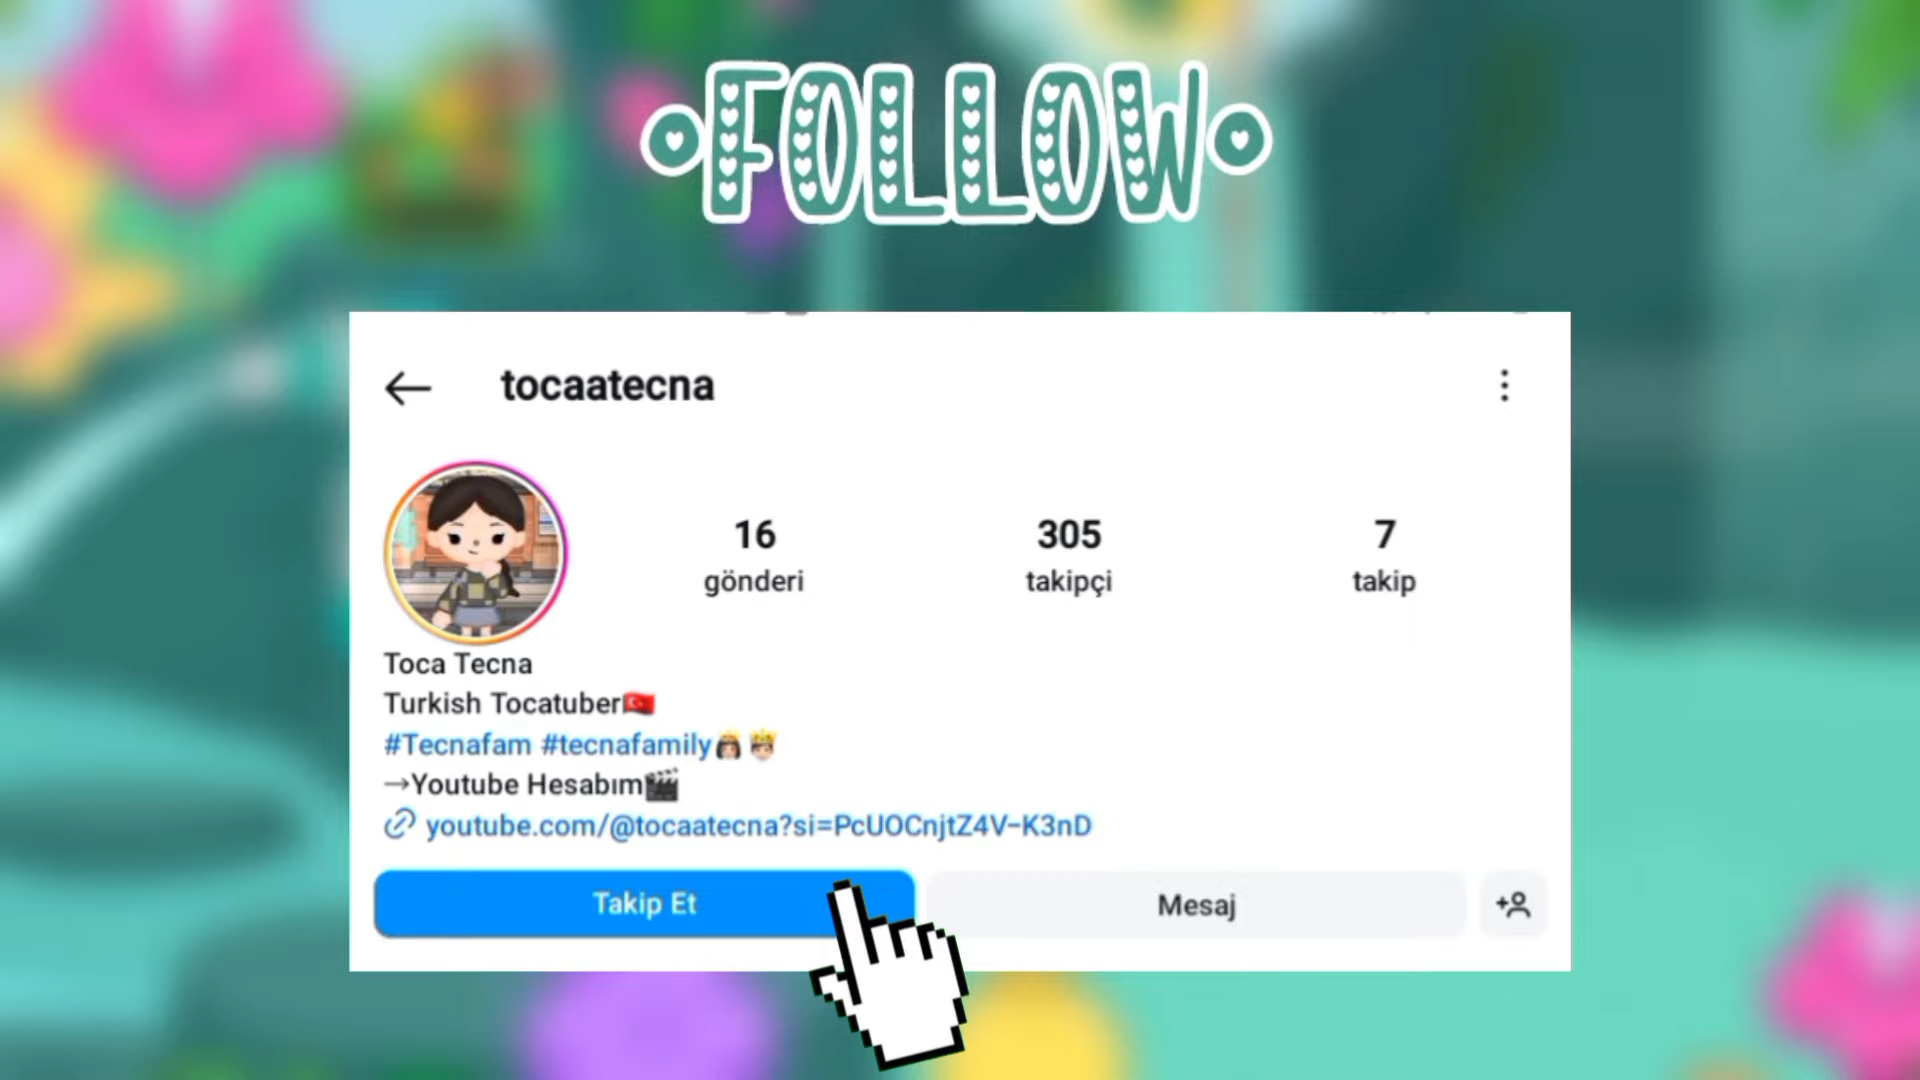 •FOLLOW•
tocaatecna
16 305 7
gönderi takipçi takip
Toca Tecna
Turkish Tocatuber🇹🇷
#Tecnafam #tecnafamily👸🏻🤴🏻
→Youtube Hesabım🎬
youtube.com/@tocaatecna?si=PcUOCnjtZ4V-K3nD
Takip Et Mesaj